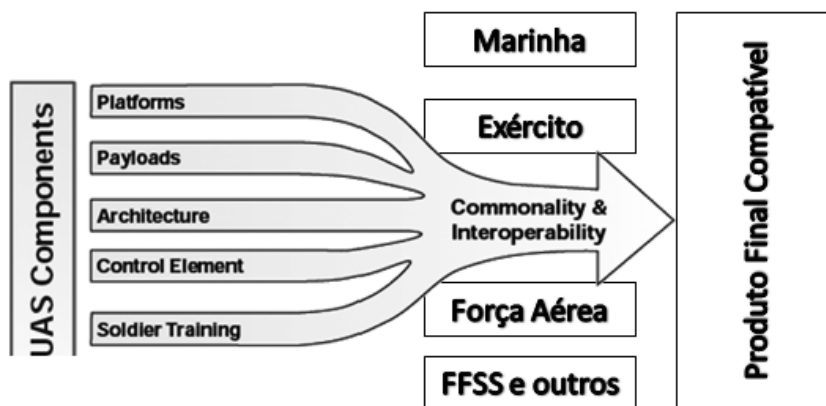 UAS Components
Platforms
Payloads
Architecture
Control Element
Soldier Training
Marinha
Exército
Commonality &
Interoperability
Força Aérea
FFSS e outros
Produto Final Compatível